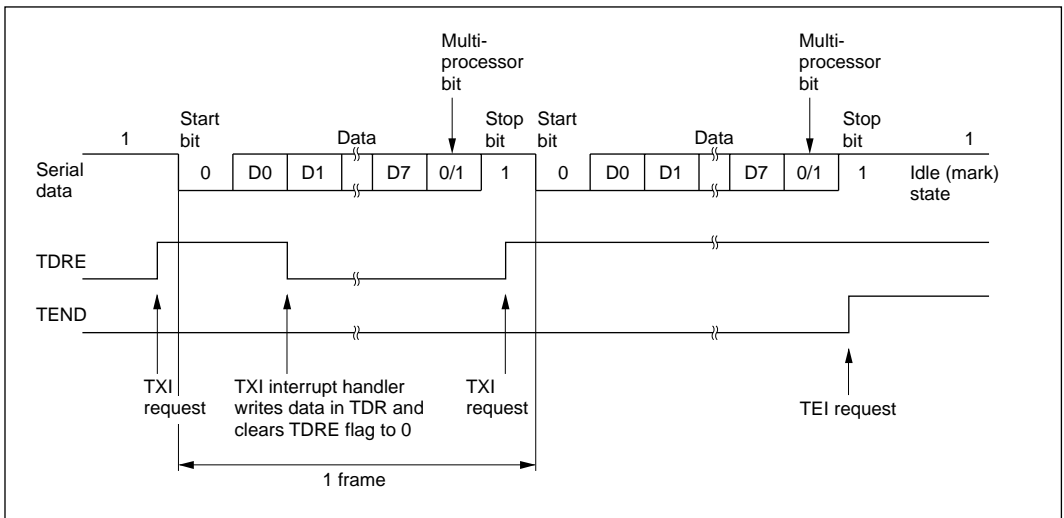 Multi-
processor
bit
Multi-
processor
bit
1
Start
bit
Data
Stop
bit
Start
bit
Data
Stop
bit
1
Serial
data
0 D0 D1 D7 0/1 1 0 D0 D1 D7 0/1 1
Idle (mark)
state
TDRE
TEND
TXI
request
TXI interrupt handler
writes data in TDR and
clears TDRE flag to 0
TXI
request
TEI request
1 frame